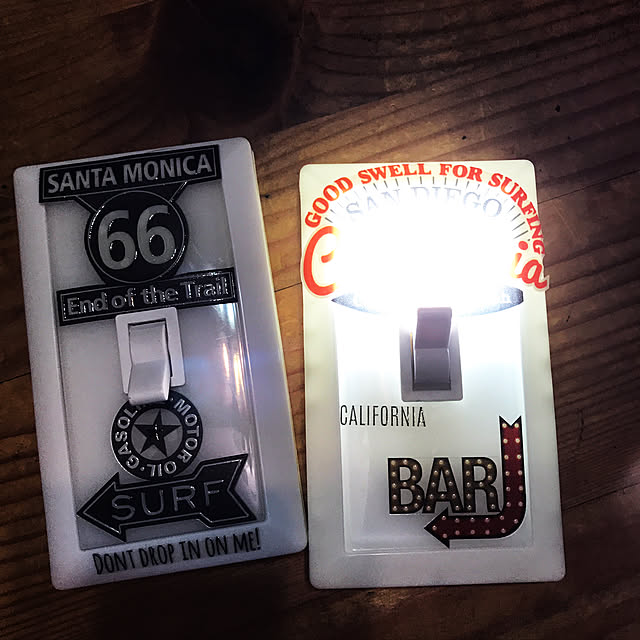 SANTA MONICA
66
End of the Trail
MOTOR OIL GASOL
SURF
DONT DROP IN ON ME!
GOOD SWELL FOR SURFING
SAN DIEGO
CALIFORNIA
BAR